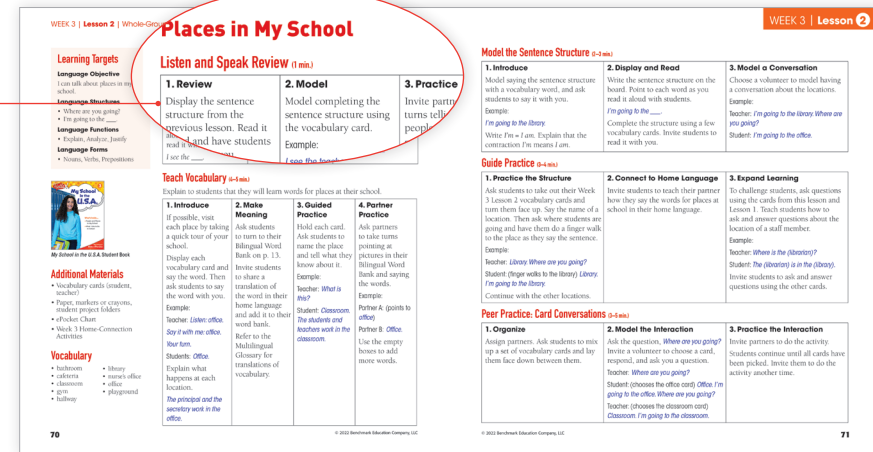 WEEK 3 | Lesson 2 | Whole-Grou
Places in My School
WEEK 3 | Lesson 2
Learning Targets
Language Objective
I can talk about places in my
school.
Language Structures
• Where are you going?
• I'm going to the ___.
Language Functions
• Explain, Analyze, Justify
Language Forms
• Nouns, Verbs, Prepositions
My School
in the
U.S.A.
My School in the U.S.A. Student Book
Additional Materials
• Vocabulary cards (student,
teacher)
• Paper, markers or crayons,
student project folders
• ePocket Chart
• Week 3 Home-Connection
Activities
Vocabulary
• bathroom
• cafeteria
• classroom
• gym
• hallway
• library
• nurse's office
• office
• playground
70
Listen and Speak Review (1 min.)
1. Review
Display the sentence
structure from the
previous lesson. Read it
and have students
read it w
I see the ___.
2. Model
Model completing the
sentence structure using
the vocabulary card.
Example:
3. Practice
Invite partn
turns telli
peopl
Teach Vocabulary (4–5 min.)
Explain to students that they will learn words for places at their school.
1. Introduce
If possible, visit
each place by taking
a quick tour of your
school.
Display each
vocabulary card and
say the word. Then
ask students to say
the word with you.
Example:
Teacher: Listen: office.
Say it with me: office.
Your turn.
Students: Office.
Explain what
happens at each
location.
The principal and the
secretary work in the
office.
2. Make
Meaning
Ask students
to turn to their
Bilingual Word
Bank on p. 13.
Invite students
to share a
translation of
the word in their
home language
and add it to their
word bank.
Refer to the
Multilingual
Glossary for
translations of
vocabulary.
3. Guided
Practice
Hold each card.
Ask students to
name the place
and tell what they
know about it.
Example:
Teacher: What is
this?
Student: Classroom.
The students and
teachers work in the
classroom.
4. Partner
Practice
Ask partners
to take turns
pointing at
pictures in their
Bilingual Word
Bank and saying
the words.
Example:
Partner A: (points to
office)
Partner B: Office.
Use the empty
boxes to add
more words.
© 2022 Benchmark Education Company, LLC
Model the Sentence Structure (2–3 min.)
1. Introduce
Model saying the sentence structure
with a vocabulary word, and ask
students to say it with you.
Example:
I'm going to the library.
Write I'm = I am. Explain that the
contraction I'm means I am.
2. Display and Read
Write the sentence structure on the
board. Point to each word as you
read it aloud with students.
I'm going to the ___.
Complete the structure using a few
vocabulary cards. Invite students to
read it with you.
3. Model a Conversation
Choose a volunteer to model having
a conversation about the locations.
Example:
Teacher: I'm going to the library. Where are
you going?
Student: I'm going to the office.
Guide Practice (3–4 min.)
1. Practice the Structure
Ask students to take out their Week
3 Lesson 2 vocabulary cards and
turn them face up. Say the name of a
location. Then ask where students are
going and have them do a finger walk
to the place as they say the sentence.
Example:
Teacher: Library. Where are you going?
Student: (finger walks to the library) Library.
I'm going to the library.
Continue with the other locations.
2. Connect to Home Language
Invite students to teach their partner
how they say the words for places at
school in their home language.
3. Expand Learning
To challenge students, ask questions
using the cards from this lesson and
Lesson 1. Teach students how to
ask and answer questions about the
location of a staff member.
Example:
Teacher: Where is the (librarian)?
Student: The (librarian) is in the (library).
Invite students to ask and answer
questions using the other cards.
Peer Practice: Card Conversations (3–5 min.)
1. Organize
Assign partners. Ask students to mix
up a set of vocabulary cards and lay
them face down between them.
2. Model the Interaction
Ask the question, Where are you going?
Invite a volunteer to choose a card,
respond, and ask you a question.
Teacher: Where are you going?
Student: (chooses the office card) Office. I'm
going to the office. Where are you going?
Teacher: (chooses the classroom card)
Classroom. I'm going to the classroom.
3. Practice the Interaction
Invite partners to do the activity.
Students continue until all cards have
been picked. Invite them to do the
activity another time.
© 2022 Benchmark Education Company, LLC
71